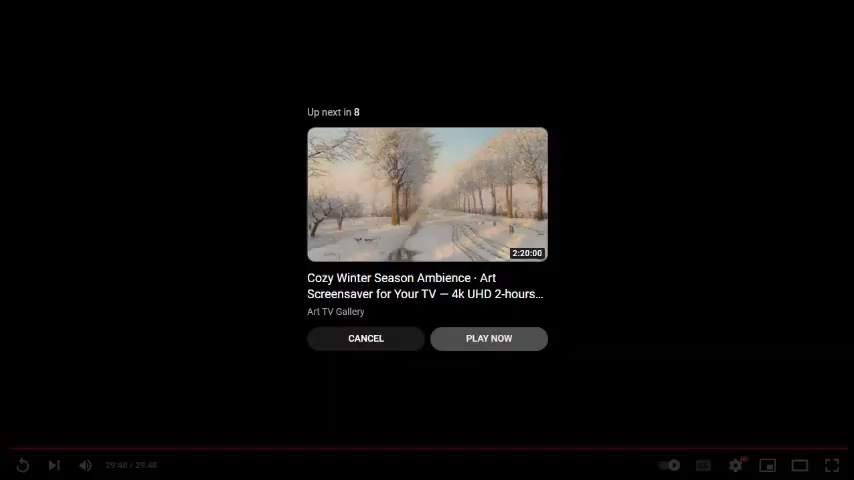 Up next in 8
2:20:00
Cozy Winter Season Ambience · Art
Screensaver for Your TV — 4k UHD 2-hours...
Art TV Gallery
CANCEL
PLAY NOW
29:48 / 29:48